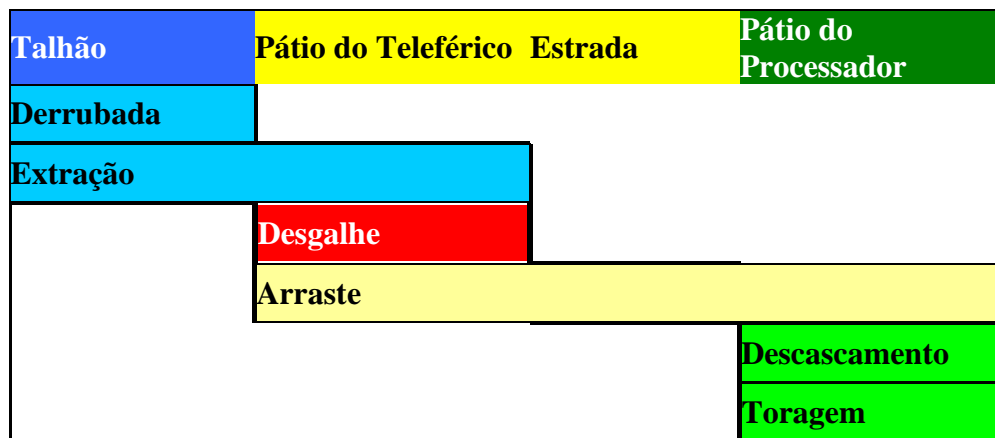 Talhão Pátio do Teleférico Estrada Pátio do
Processador
Derrubada
Extração
Desgalhe
Arraste
Descascamento
Toragem